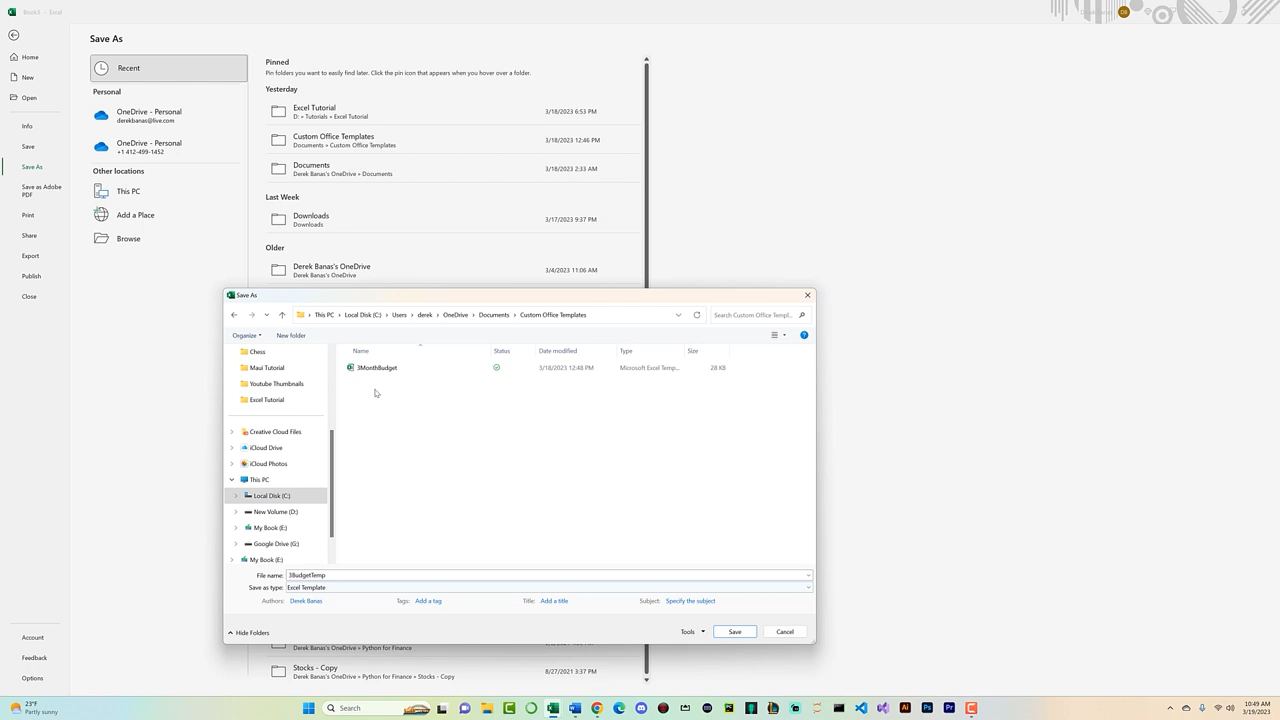 Book3 - Excel
DB
Save As
Home
New
Open
Info
Save
Save As
Save as Adobe
PDF
Print
Share
Export
Publish
Close
Account
Feedback
Options
Recent
Personal
OneDrive - Personal
derekbanas@live.com
OneDrive - Personal
+1 412-499-1452
Other locations
This PC
Add a Place
Browse
Pinned
Pin folders you want to easily find later. Click the pin icon that appears when you hover over a folder.
Yesterday
Excel Tutorial 3/18/2023 6:53 PM
D: » Tutorials » Excel Tutorial
Custom Office Templates 3/18/2023 12:46 PM
Documents » Custom Office Templates
Documents 3/18/2023 2:33 AM
Derek Banas's OneDrive » Documents
Last Week
Downloads 3/17/2023 9:37 PM
Downloads
Older
Derek Banas's OneDrive 3/4/2023 11:06 AM
Derek Banas's OneDrive
Save As
This PC > Local Disk (C:) > Users > derek > OneDrive > Documents > Custom Office Templates
Search Custom Office Templ...
Organize New folder
Name Status Date modified Type Size
3MonthBudget 3/18/2023 12:48 PM Microsoft Excel Temp... 28 KB
Chess
Maui Tutorial
Youtube Thumbnails
Excel Tutorial
Creative Cloud Files
iCloud Drive
iCloud Photos
This PC
Local Disk (C:)
New Volume (D:)
My Book (E:)
Google Drive (G:)
My Book (E:)
File name: 3BudgetTemp
Save as type: Excel Template
Authors: Derek Banas Tags: Add a tag Title: Add a title Subject: Specify the subject
Hide Folders Tools Save Cancel
Derek Banas's OneDrive » Python for Finance
Stocks - Copy 8/27/2021 3:37 PM
Derek Banas's OneDrive » Python for Finance » Stocks - Copy
23°F
Partly sunny
Search
10:49 AM
3/19/2023